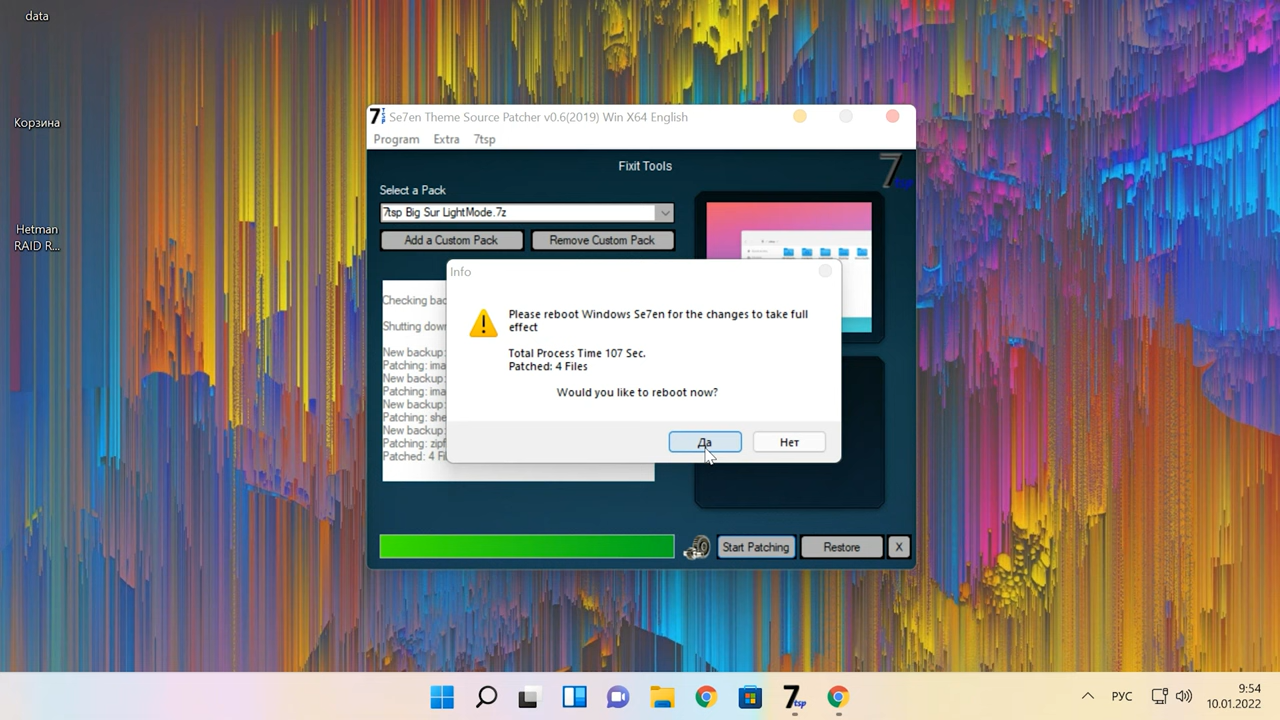 data
Корзина
Hetman
RAID R...
Se7en Theme Source Patcher v0.6(2019) Win X64 English
Program Extra 7tsp
Fixit Tools
7tsp
Select a Pack
7tsp Big Sur LightMode.7z
Add a Custom Pack Remove Custom Pack
Info
Please reboot Windows Se7en for the changes to take full
effect
Total Process Time 107 Sec.
Patched: 4 Files
Would you like to reboot now?
Да Нет
Checking bac
Shutting down
New backup:
Patching: ima
New backup:
Patching: ima
New backup:
Patching: she
New backup:
Patching: zipf
Patched: 4 Fil
Start Patching Restore X
7tsp
РУС
9:54
10.01.2022